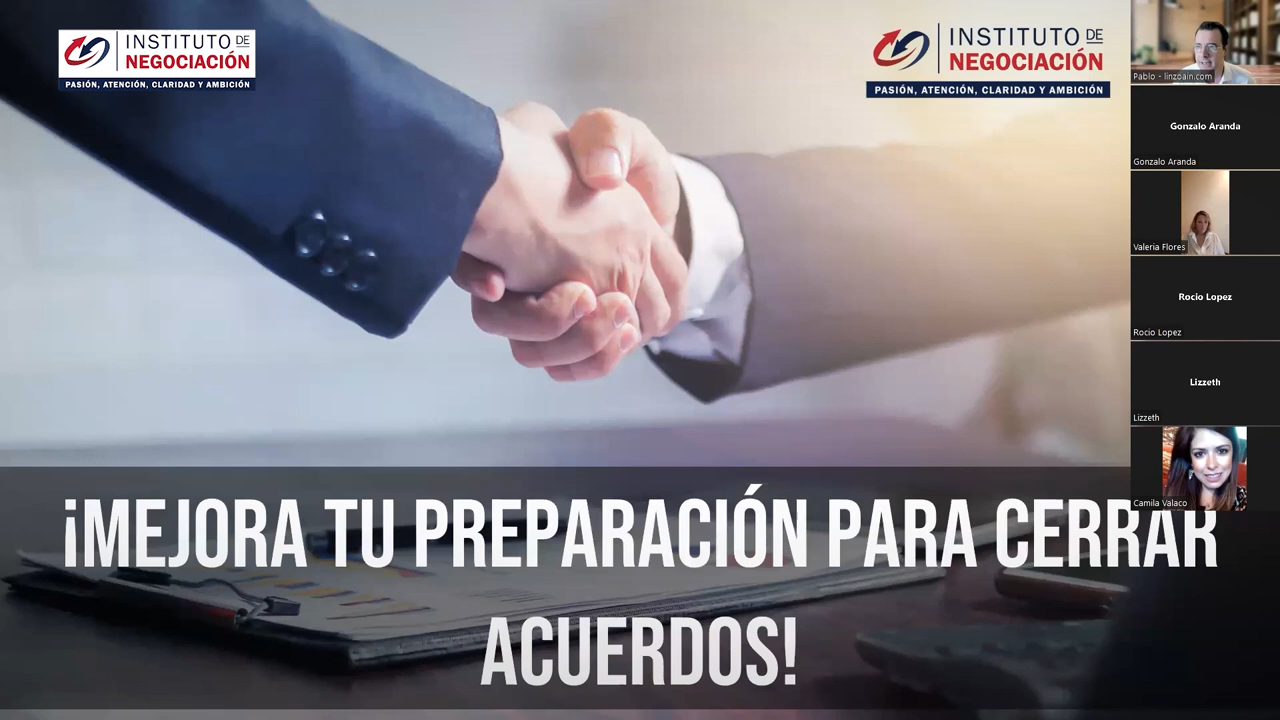 INSTITUTO DE
NEGOCIACIÓN
PASIÓN, ATENCIÓN, CLARIDAD Y AMBICIÓN
INSTITUTO DE
NEGOCIACIÓN
PASIÓN, ATENCIÓN, CLARIDAD Y AMBICIÓN
Pablo - linzoain.com
Gonzalo Aranda
Gonzalo Aranda
Valeria Flores
Rocio Lopez
Rocio Lopez
Lizzeth
Lizzeth
Camila Valaco
¡MEJORA TU PREPARACIÓN PARA CERRAR
ACUERDOS!